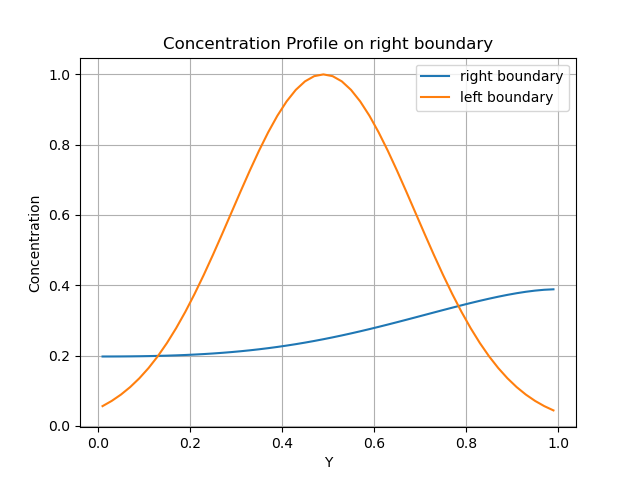 Concentration Profile on right boundary
right boundary
left boundary
1.0
0.8
0.6
0.4
0.2
0.0
Concentration
0.0 0.2 0.4 0.6 0.8 1.0
Y